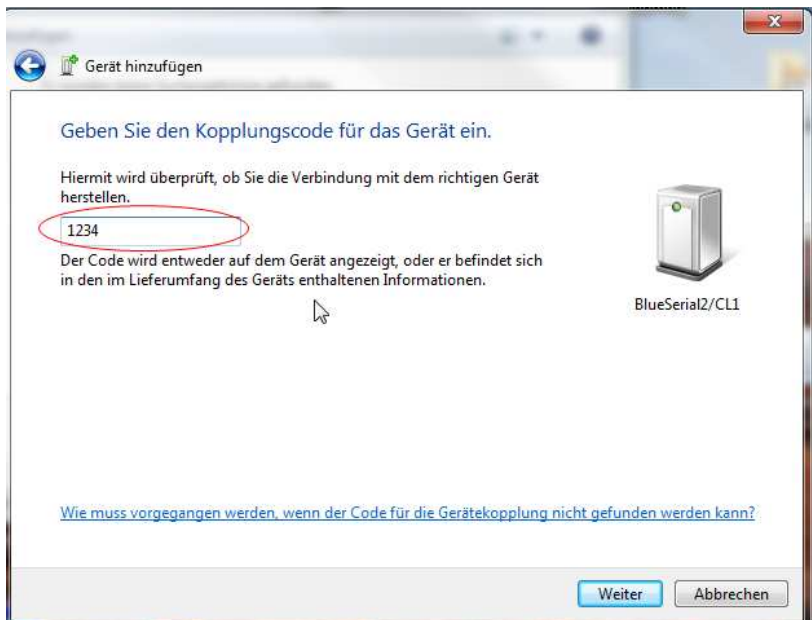 Gerät hinzufügen
Geben Sie den Kopplungscode für das Gerät ein.
Hiermit wird überprüft, ob Sie die Verbindung mit dem richtigen Gerät
herstellen.
1234
Der Code wird entweder auf dem Gerät angezeigt, oder er befindet sich
in den im Lieferumfang des Geräts enthaltenen Informationen.
BlueSerial2/CL1
Wie muss vorgegangen werden, wenn der Code für die Gerätekopplung nicht gefunden werden kann?
Weiter
Abbrechen